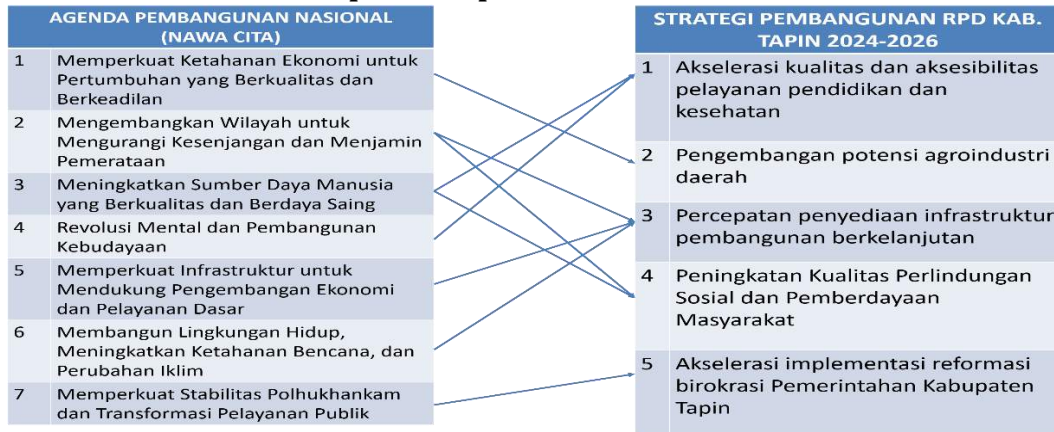 AGENDA PEMBANGUNAN NASIONAL
(NAWA CITA)
1 Memperkuat Ketahanan Ekonomi untuk
Pertumbuhan yang Berkualitas dan
Berkeadilan
2 Mengembangkan Wilayah untuk
Mengurangi Kesenjangan dan Menjamin
Pemerataan
3 Meningkatkan Sumber Daya Manusia
yang Berkualitas dan Berdaya Saing
4 Revolusi Mental dan Pembangunan
Kebudayaan
5 Memperkuat Infrastruktur untuk
Mendukung Pengembangan Ekonomi
dan Pelayanan Dasar
6 Membangun Lingkungan Hidup,
Meningkatkan Ketahanan Bencana, dan
Perubahan Iklim
7 Memperkuat Stabilitas Polhukhankam
dan Transformasi Pelayanan Publik
STRATEGI PEMBANGUNAN RPD KAB.
TAPIN 2024-2026
1 Akselerasi kualitas dan aksesibilitas
pelayanan pendidikan dan
kesehatan
2 Pengembangan potensi agroindustri
daerah
3 Percepatan penyediaan infrastruktur
pembangunan berkelanjutan
4 Peningkatan Kualitas Perlindungan
Sosial dan Pemberdayaan
Masyarakat
5 Akselerasi implementasi reformasi
birokrasi Pemerintahan Kabupaten
Tapin